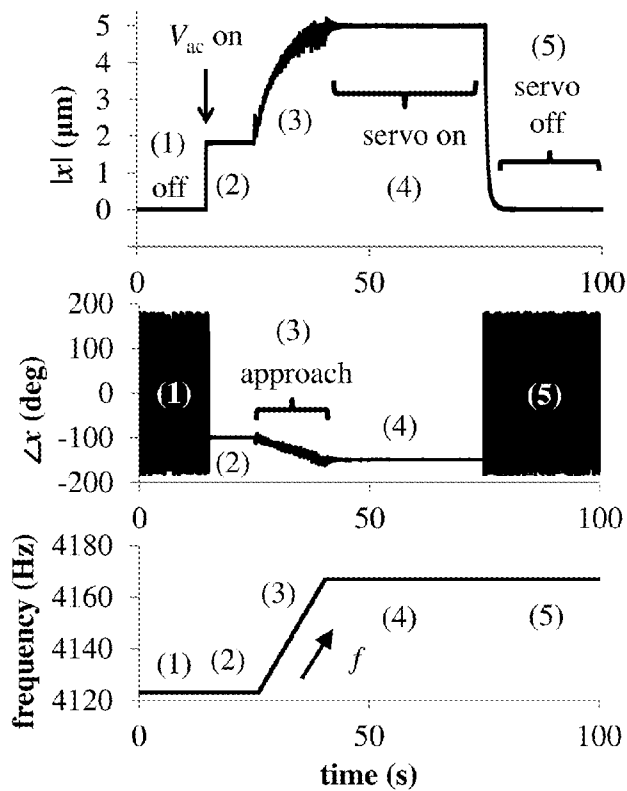 |x| (µm)
5
4
3
2
1
0
V_ac on
(1)
off
(2)
(3)
servo on
(4)
(5)
servo
off
0 50 100
∠x (deg)
200
100
0
-100
-200
(1)
(2)
(3)
approach
(4)
(5)
0 50 100
frequency (Hz)
4180
4160
4140
4120
(1)
(2)
(3)
f
(4)
(5)
0 50 100
time (s)